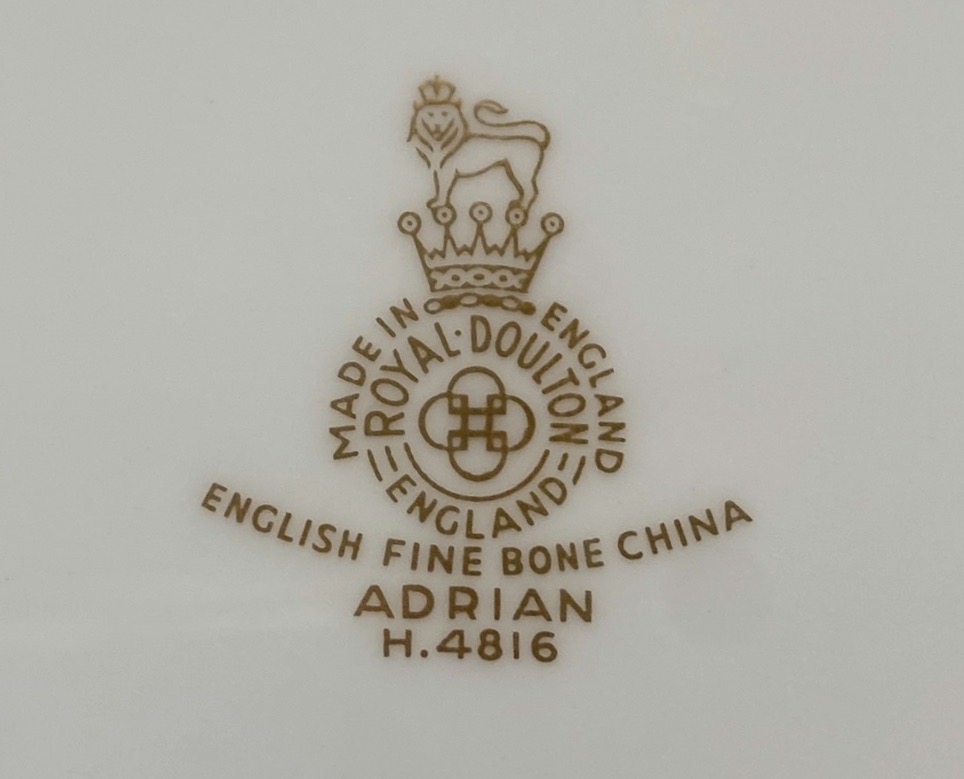 MADE IN ENGLAND
ROYAL·DOULTON
ENGLAND
ENGLISH FINE BONE CHINA
ADRIAN
H.4816